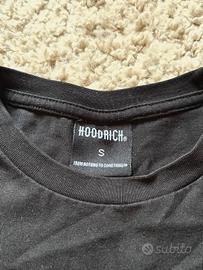 HOODRICH®
S
FROM NOTHING TO SOMETHING®
subito